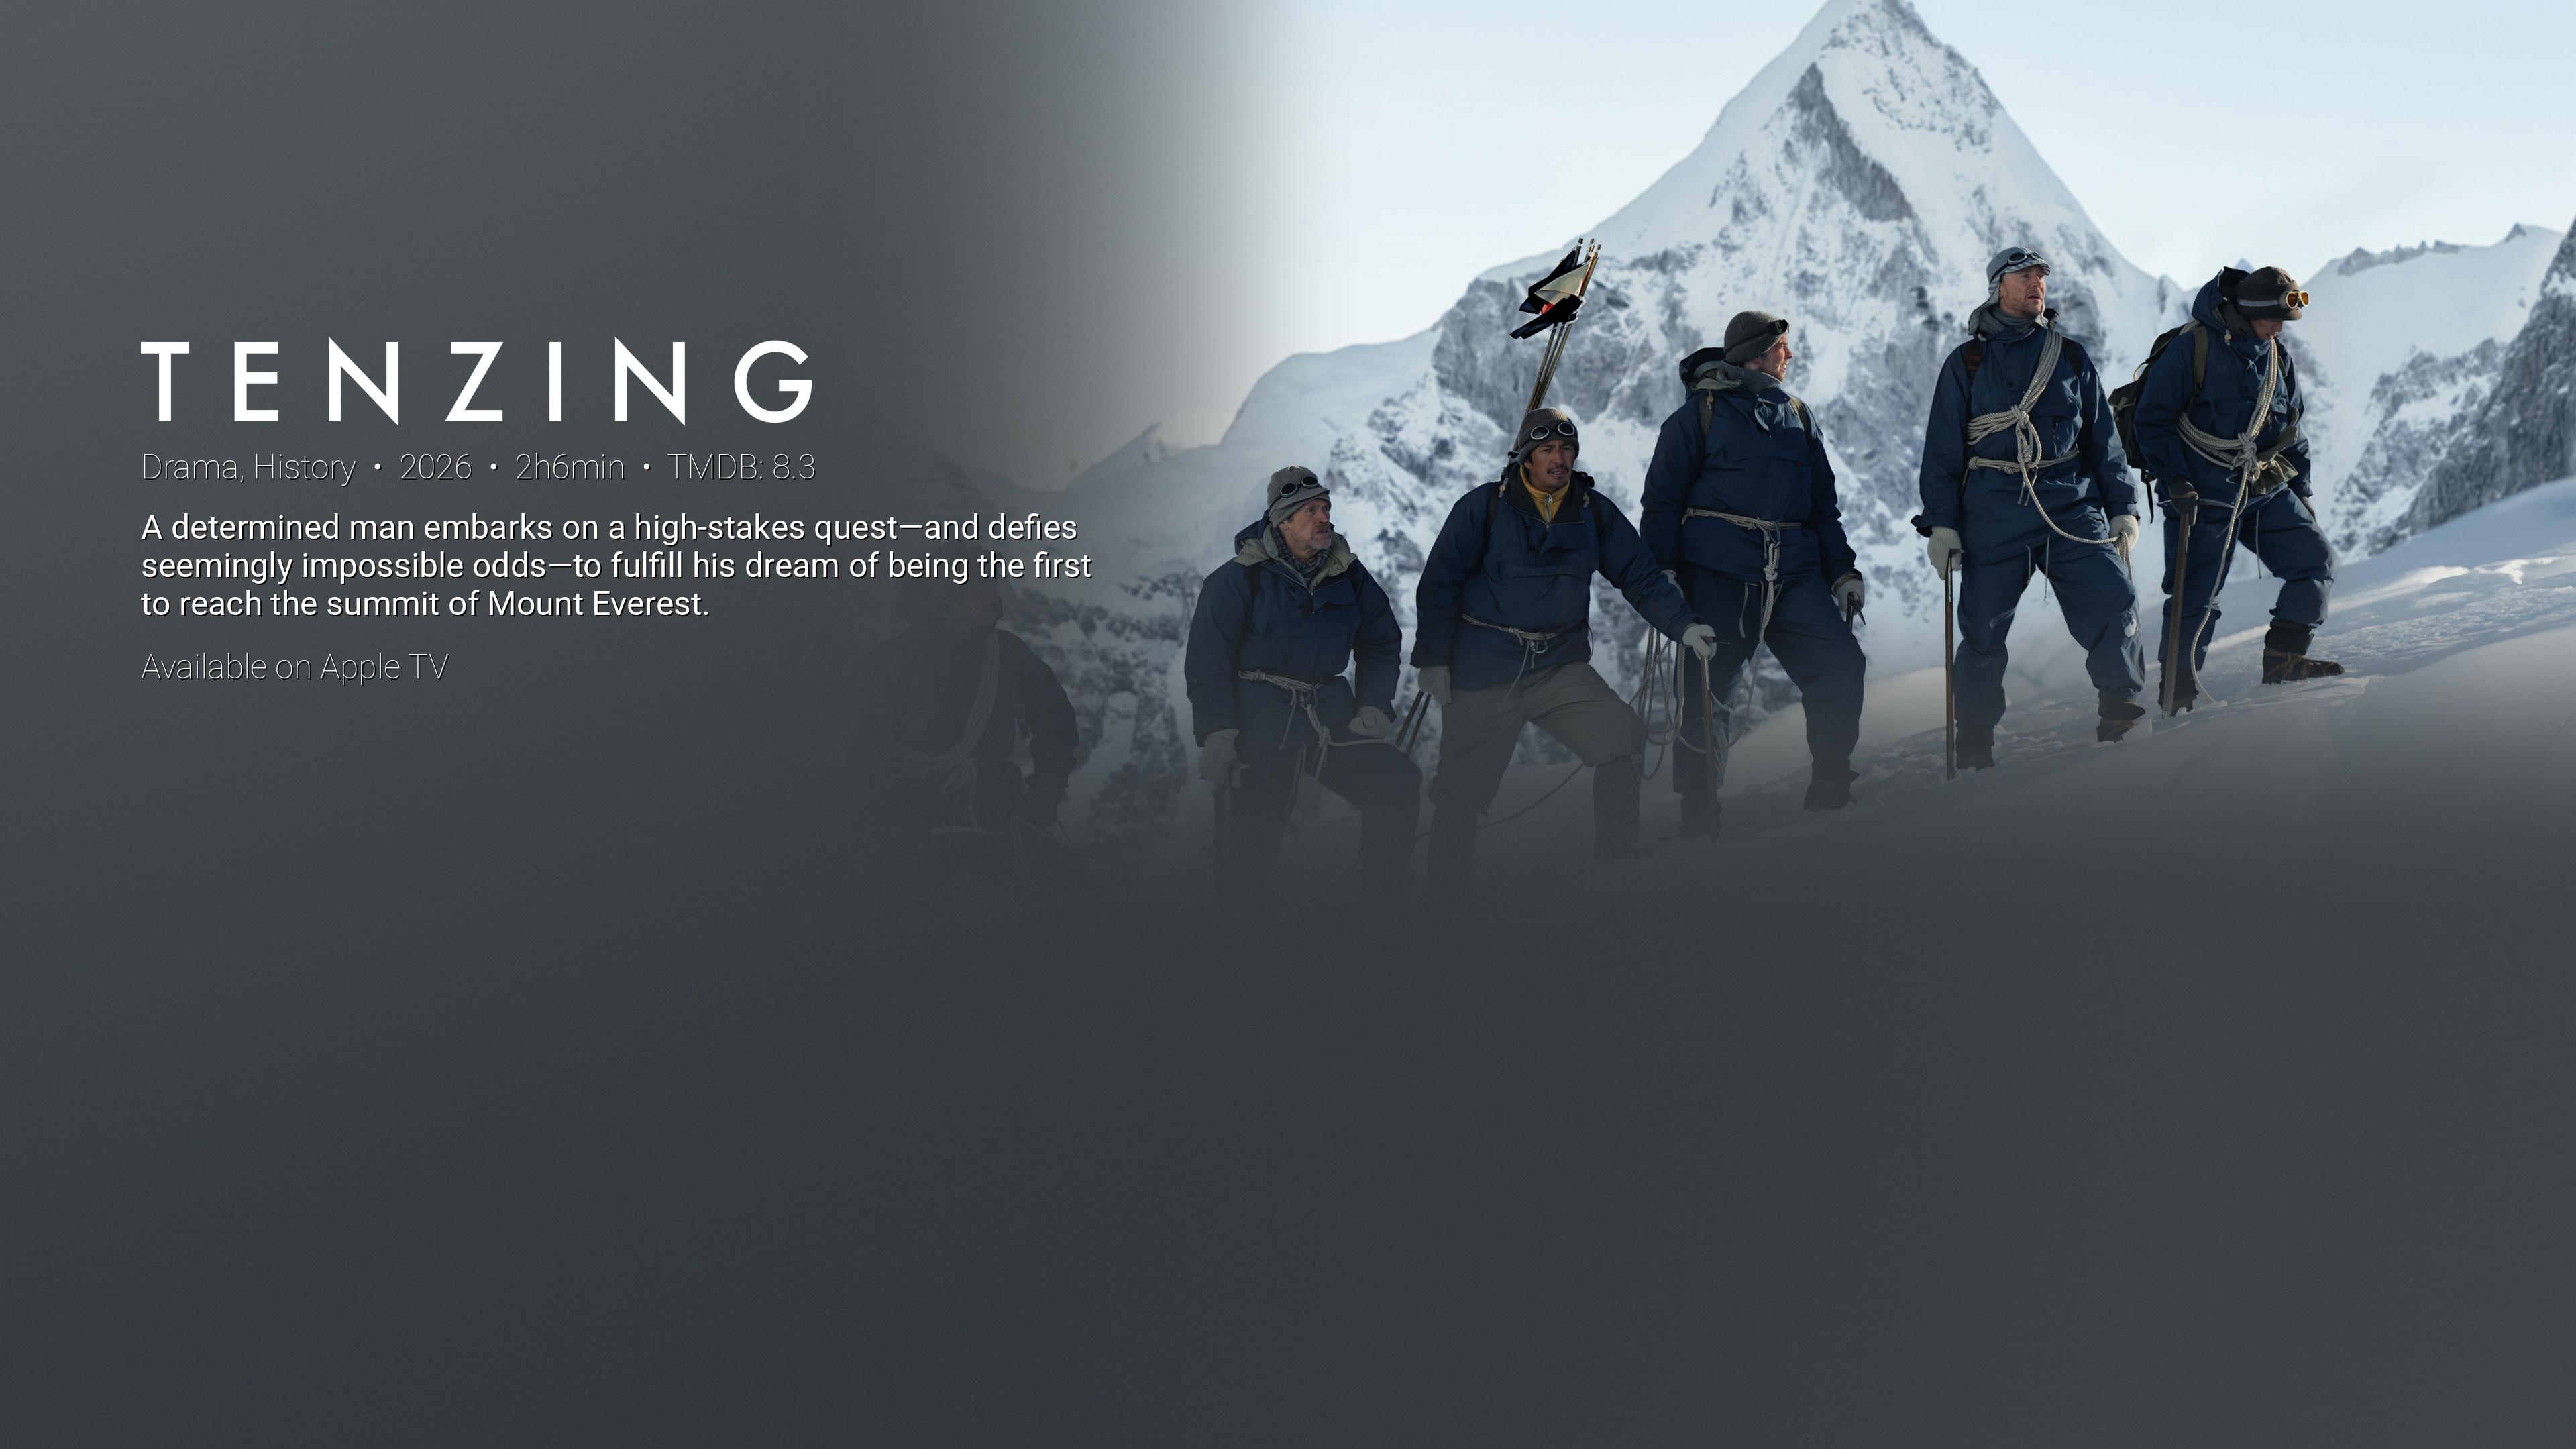 TENZING
Drama, History • 2026 • 2h6min • TMDB: 8.3
A determined man embarks on a high-stakes quest—and defies
seemingly impossible odds—to fulfill his dream of being the first
to reach the summit of Mount Everest.
Available on Apple TV